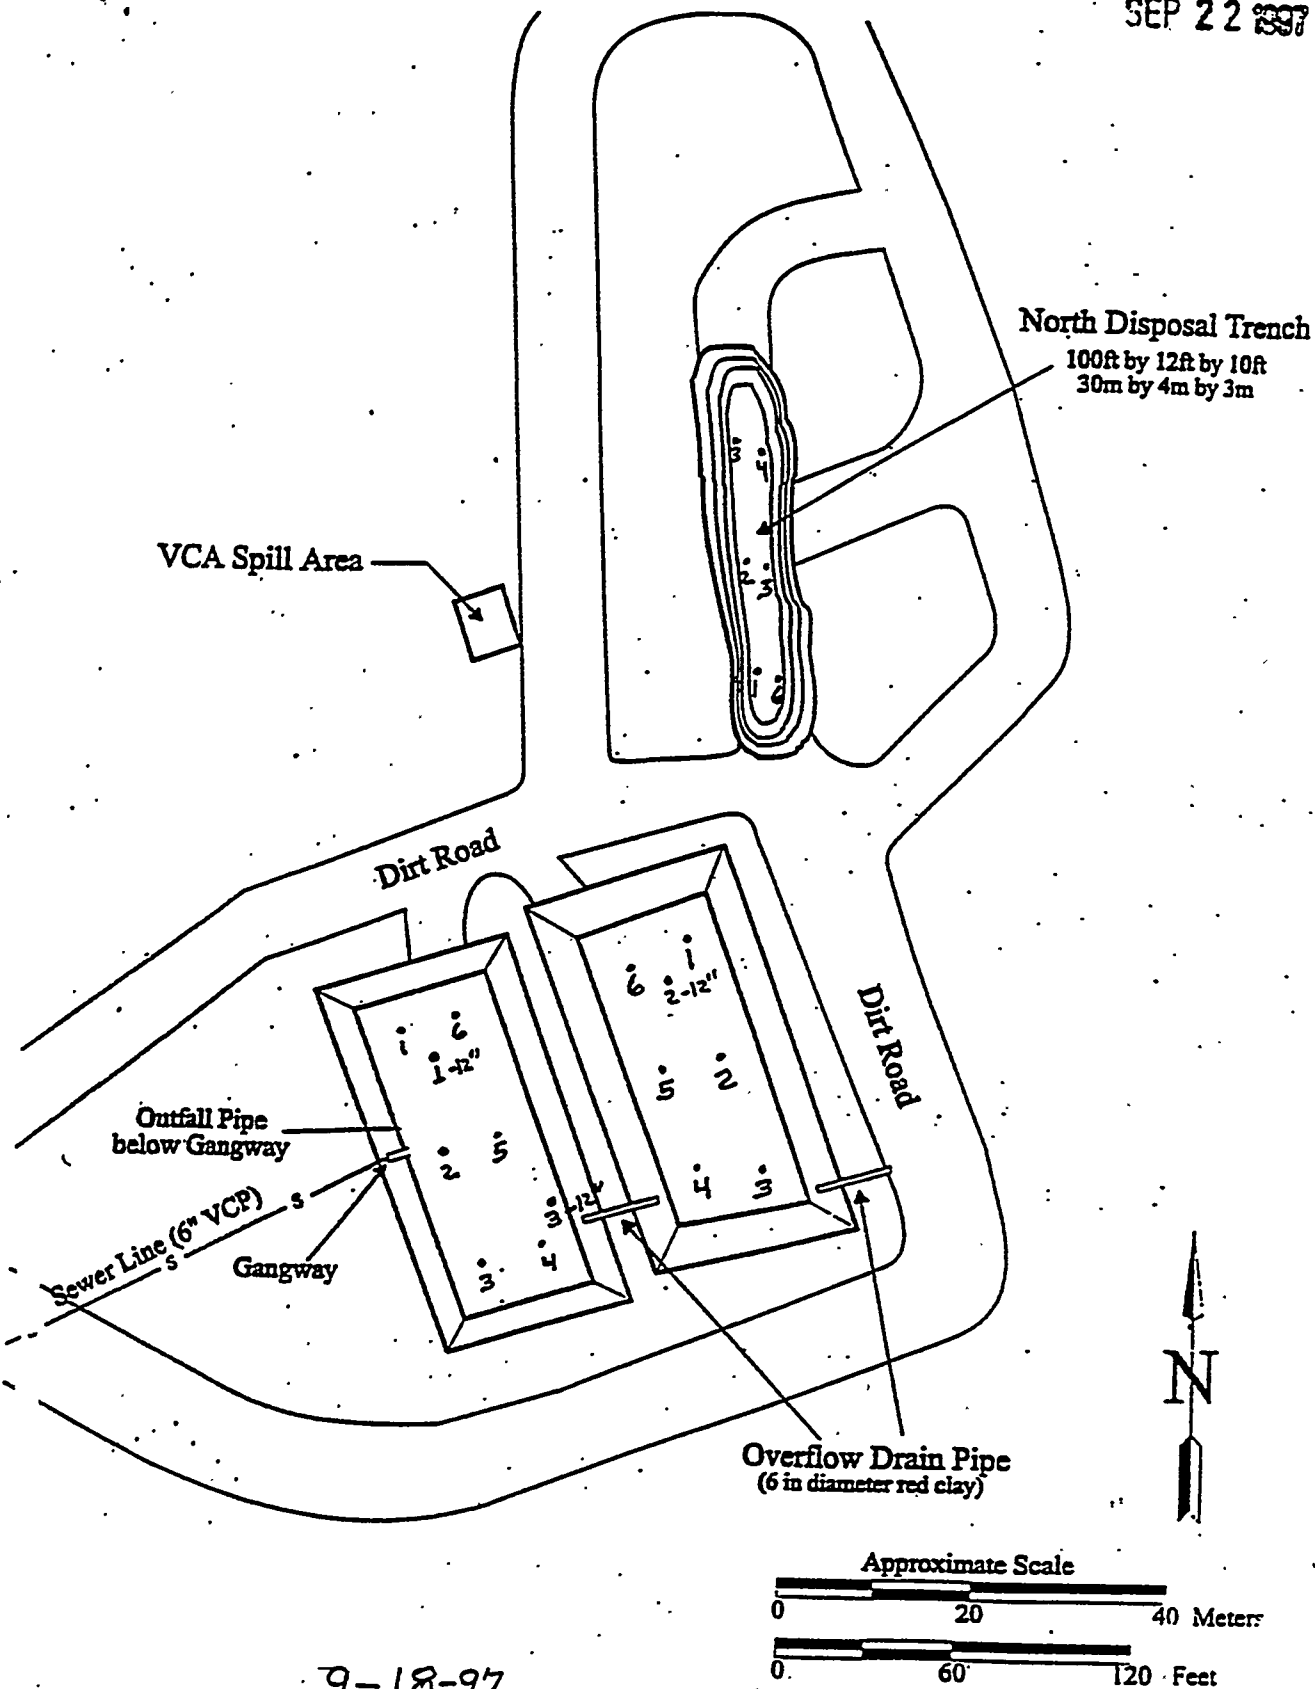 SEP 22 1997
North Disposal Trench
100ft by 12ft by 10ft
30m by 4m by 3m
3 4
VCA Spill Area
2 3
1 6
Dirt Road
6 1
2-12"
Dirt Road
1 6
1-12"
5 2
Outfall Pipe
below Gangway
2 5
4 3
Sewer Line (6" VCP)
S
S
3-12"
Gangway
4
3
N
Overflow Drain Pipe
(6 in diameter red clay)
Approximate Scale
0 20 40 Meters
0 60 120 Feet
9-18-97